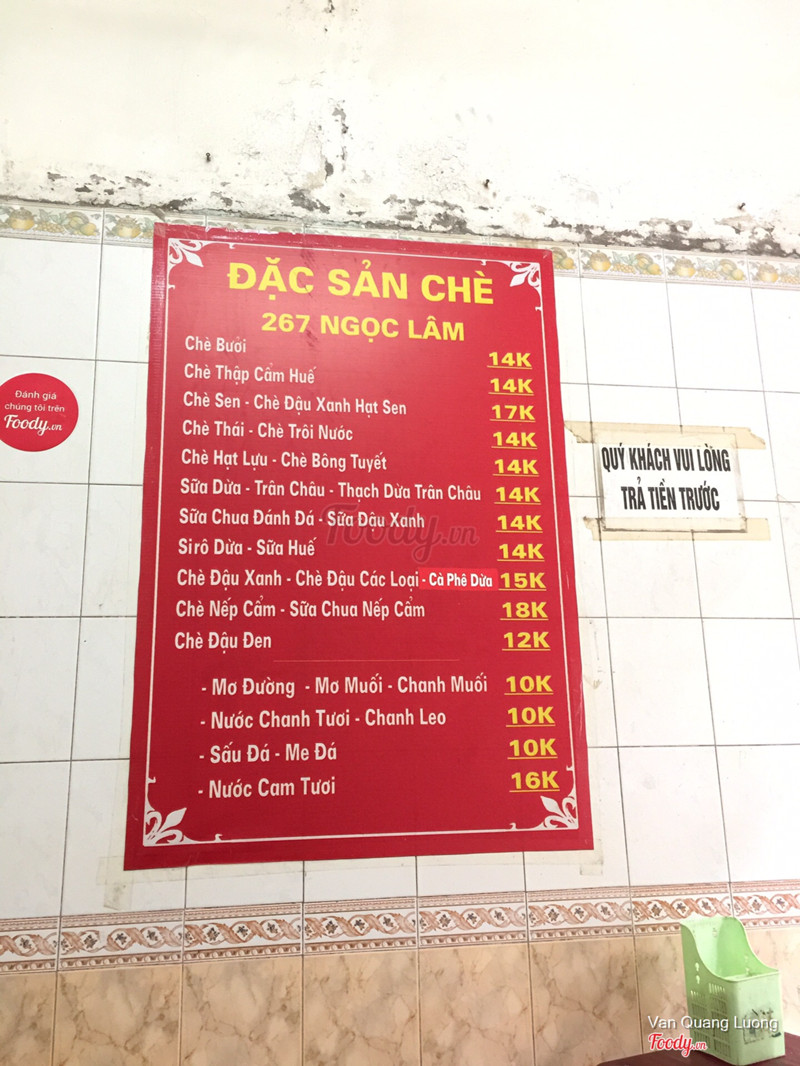 ĐẶC SẢN CHÈ
267 NGỌC LÂM
Chè Bưởi 14K
Chè Thập Cẩm Huế 14K
Chè Sen - Chè Đậu Xanh Hạt Sen 17K
Chè Thái - Chè Trôi Nước 14K
Chè Hạt Lựu - Chè Bông Tuyết 14K
Sữa Dừa - Trân Châu - Thạch Dừa Trân Châu 14K
Sữa Chua Đánh Đá - Sữa Đậu Xanh 14K
Sirô Dừa - Sữa Huế 14K
Chè Đậu Xanh - Chè Đậu Các Loại - Cà Phê Dừa 15K
Chè Nếp Cẩm - Sữa Chua Nếp Cẩm 18K
Chè Đậu Đen 12K
- Mơ Đường - Mơ Muối - Chanh Muối 10K
- Nước Chanh Tươi - Chanh Leo 10K
- Sấu Đá - Me Đá 10K
- Nước Cam Tươi 16K
Đánh giá
chúng tôi trên
Foody.vn
QUÝ KHÁCH VUI LÒNG
TRẢ TIỀN TRƯỚC
Foody.vn
Van Quang Luong
Foody.vn